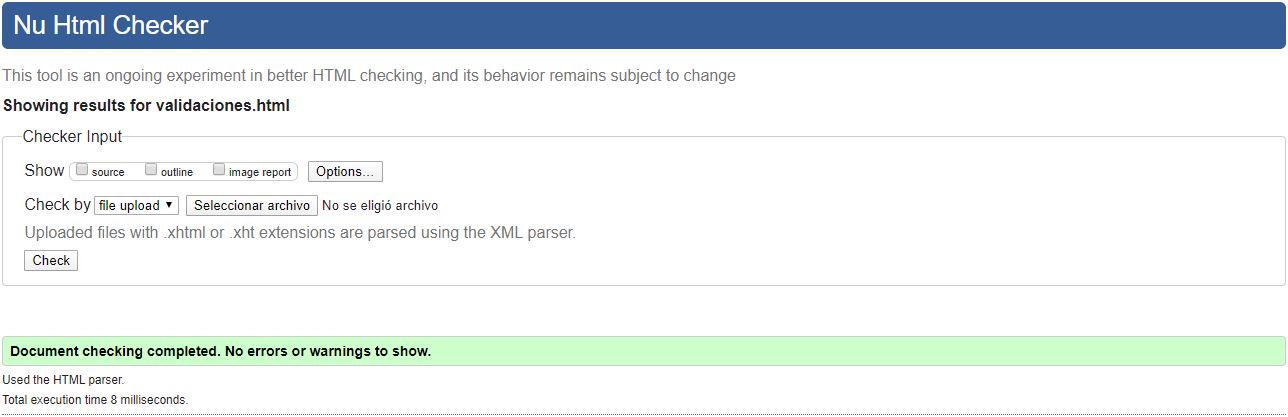 Nu Html Checker
This tool is an ongoing experiment in better HTML checking, and its behavior remains subject to change
Showing results for validaciones.html
Checker Input
Show source outline image report Options...
Check by file upload Seleccionar archivo No se eligió archivo
Uploaded files with .xhtml or .xht extensions are parsed using the XML parser.
Check
Document checking completed. No errors or warnings to show.
Used the HTML parser.
Total execution time 8 milliseconds.